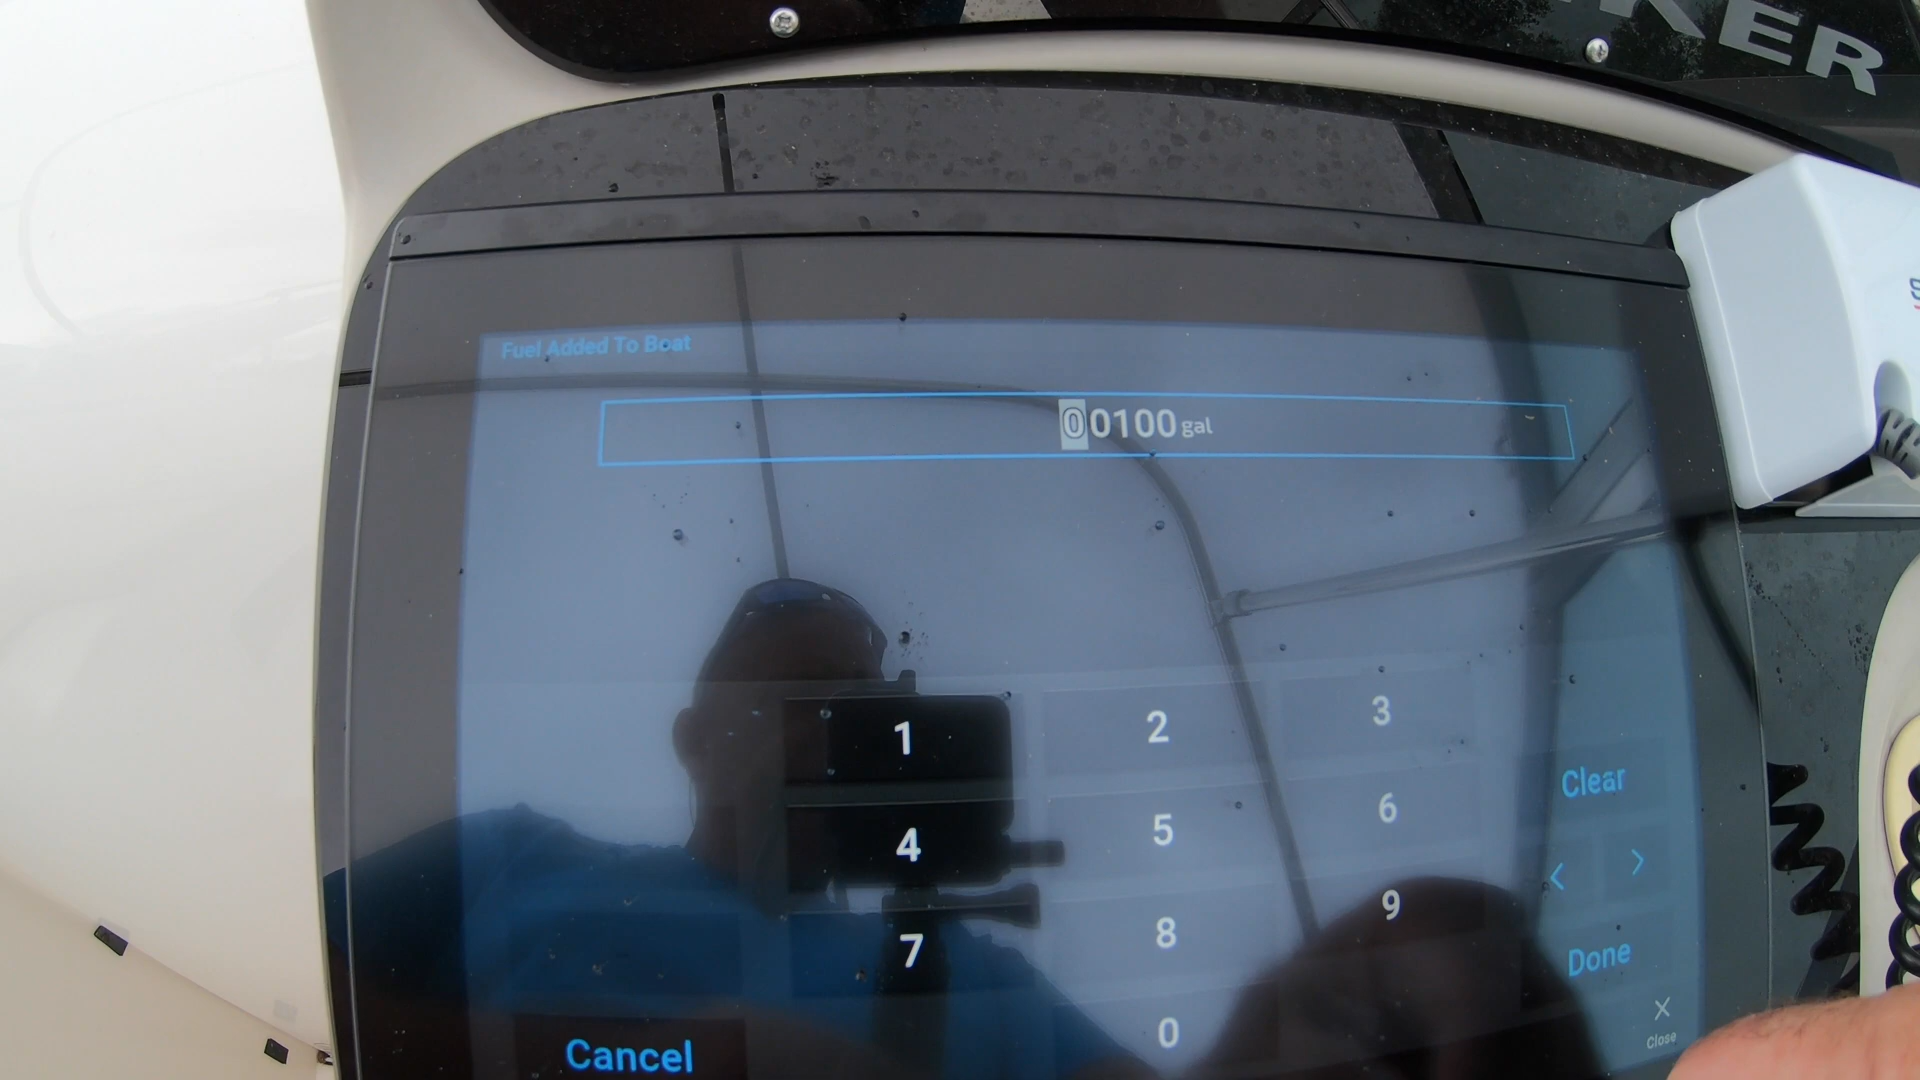 KER
S
Fuel Added To Boat
00100 gal
1 2 3
4 5 6 Clear
< >
7 8 9
Done
0
Cancel
× Close